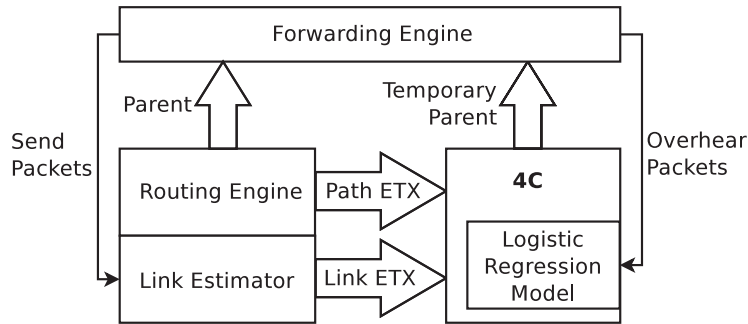 Forwarding Engine
Parent
Temporary
Parent
Send
Packets
Overhear
Packets
Routing Engine
Path ETX
4C
Link Estimator
Link ETX
Logistic
Regression
Model